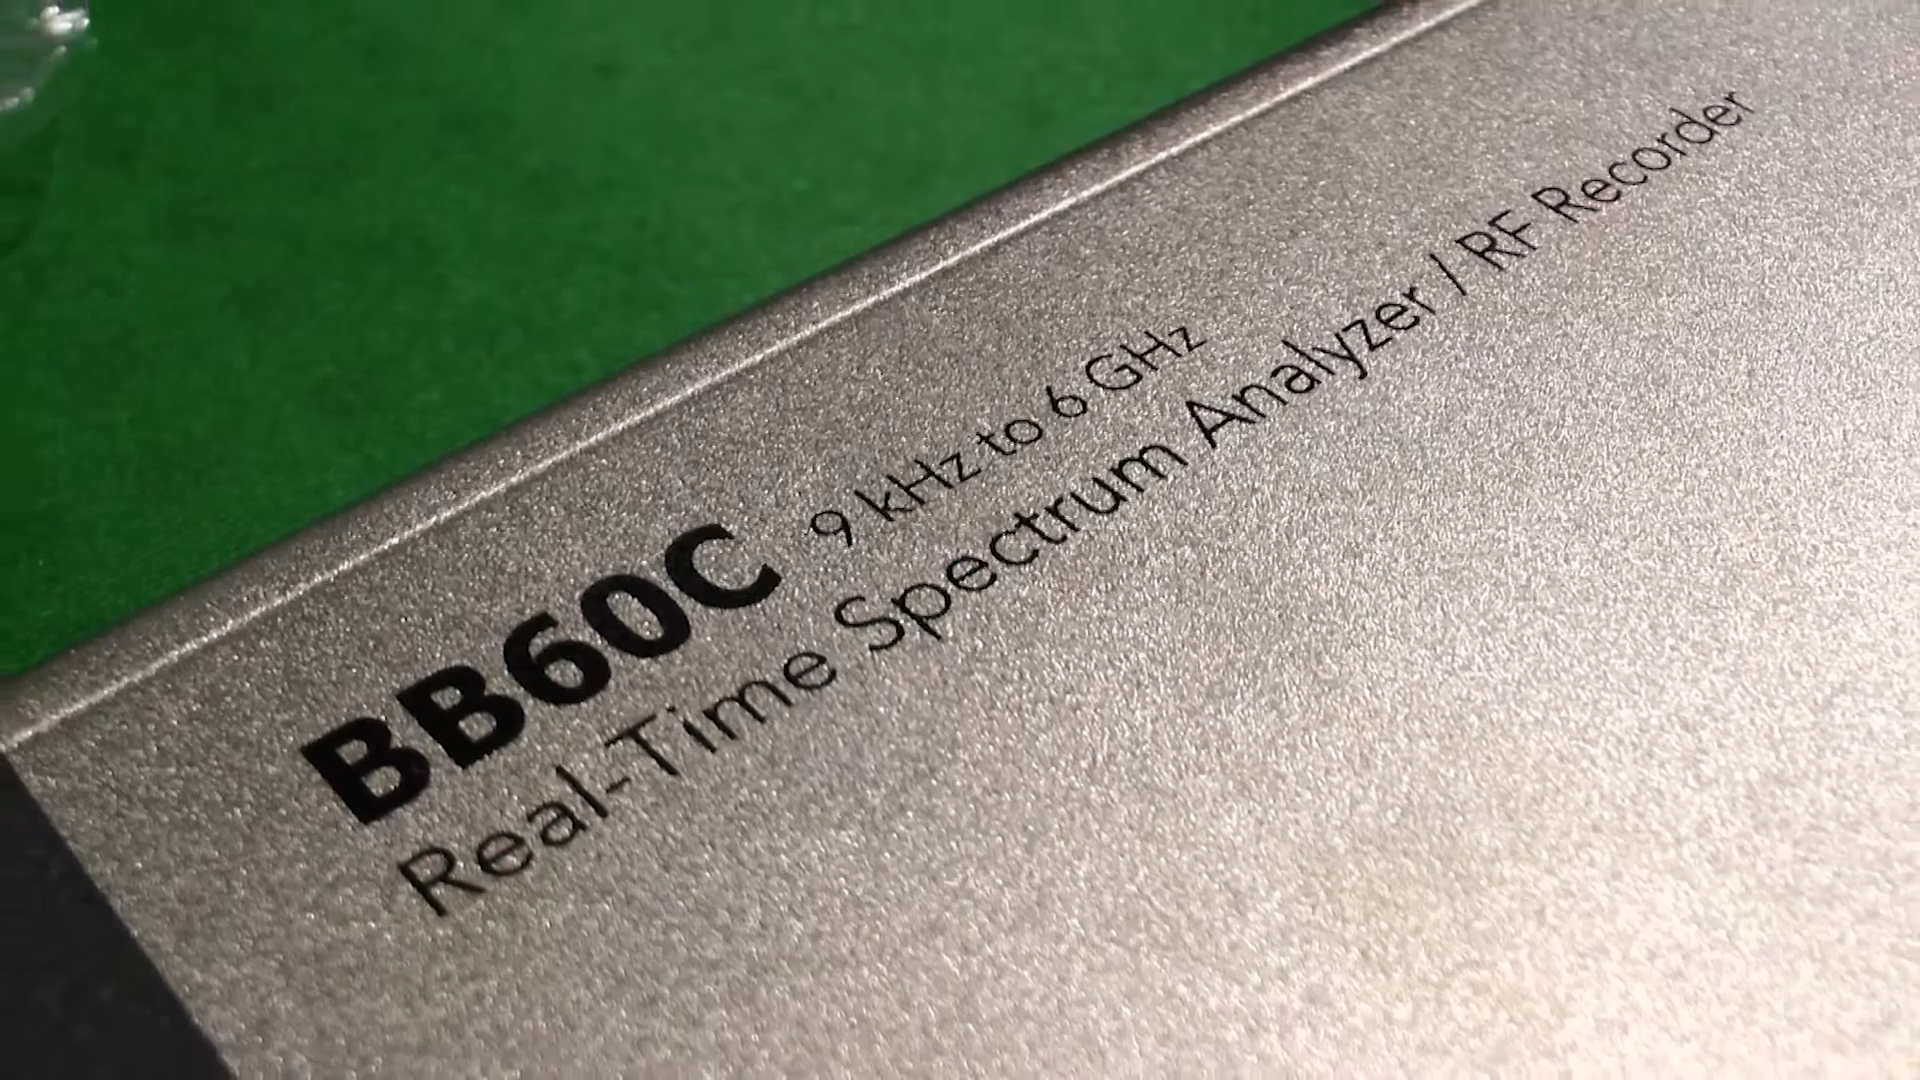 BB60C 9 kHz to 6 GHz
Real-Time Spectrum Analyzer / RF Recorder